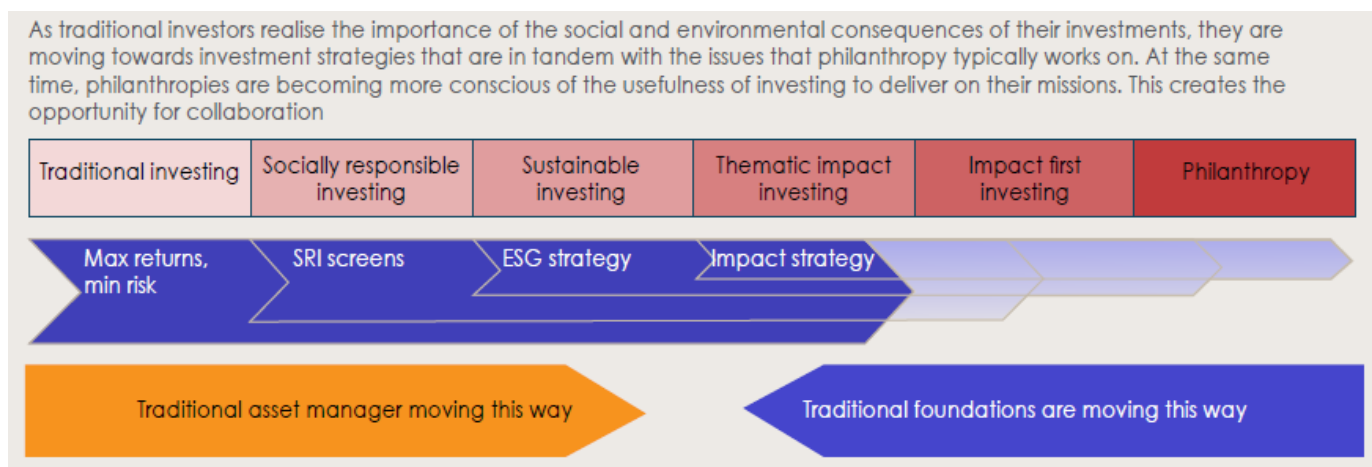 As traditional investors realise the importance of the social and environmental consequences of their investments, they are
moving towards investment strategies that are in tandem with the issues that philanthropy typically works on. At the same
time, philanthropies are becoming more conscious of the usefulness of investing to deliver on their missions. This creates the
opportunity for collaboration
Traditional investing
Socially responsible
investing
Sustainable
investing
Thematic impact
investing
Impact first
investing
Philanthropy
Max returns,
min risk
SRI screens
ESG strategy
Impact strategy
Traditional asset manager moving this way
Traditional foundations are moving this way